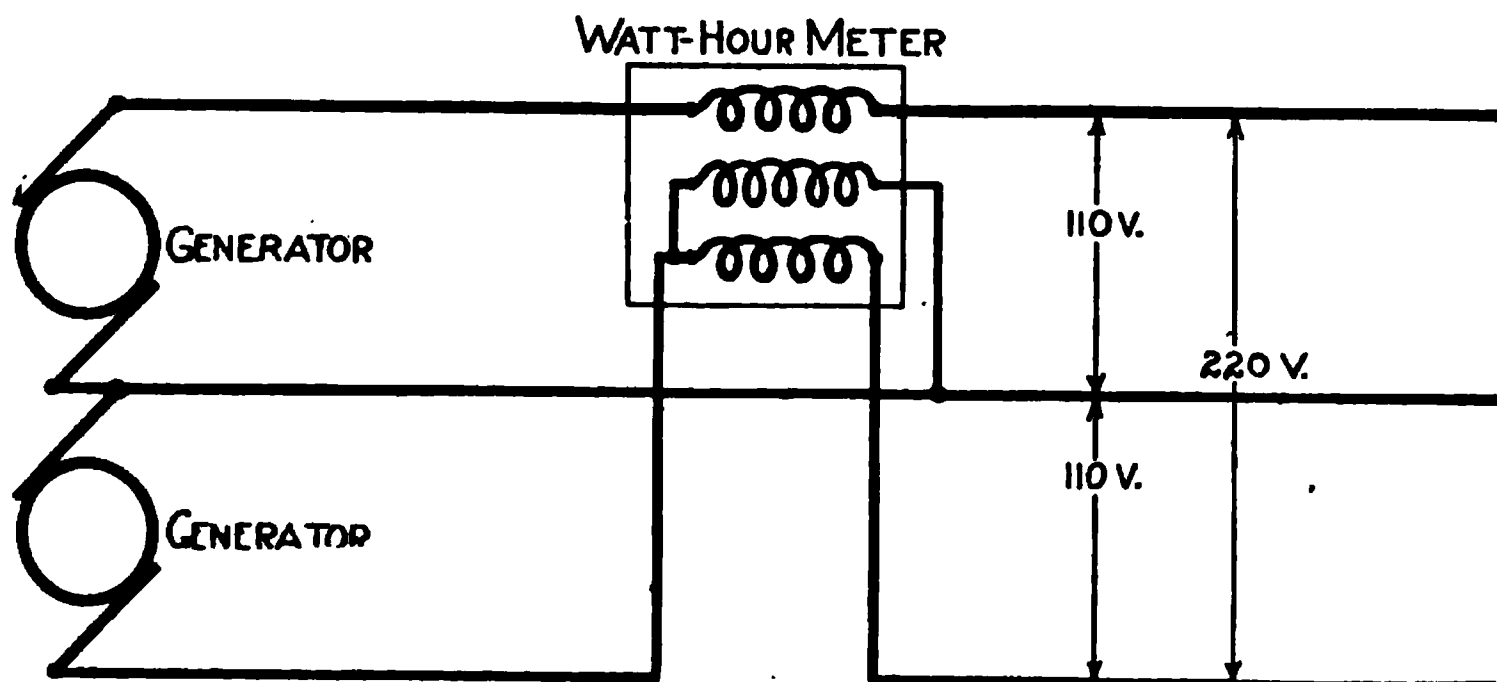 WATT-HOUR METER
GENERATOR
110 V.
220 V.
110 V.
GENERATOR